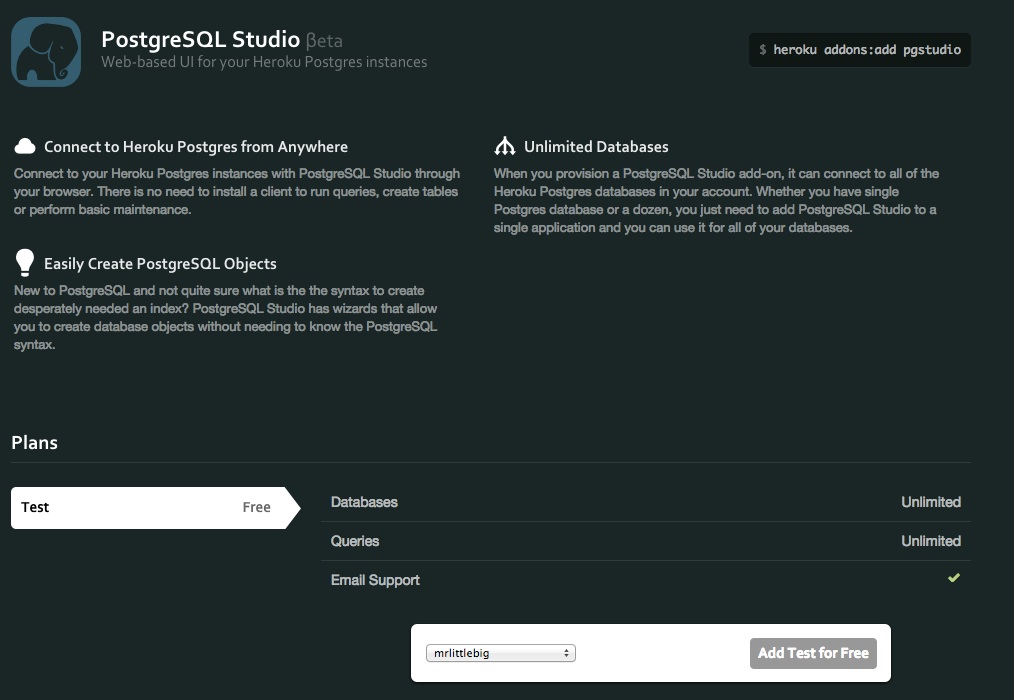 PostgreSQL Studio βeta
Web-based UI for your Heroku Postgres instances
$ heroku addons:add pgstudio
Connect to Heroku Postgres from Anywhere
Connect to your Heroku Postgres instances with PostgreSQL Studio through
your browser. There is no need to install a client to run queries, create tables
or perform basic maintenance.
Unlimited Databases
When you provision a PostgreSQL Studio add-on, it can connect to all of the
Heroku Postgres databases in your account. Whether you have single
Postgres database or a dozen, you just need to add PostgreSQL Studio to a
single application and you can use it for all of your databases.
Easily Create PostgreSQL Objects
New to PostgreSQL and not quite sure what is the the syntax to create
desperately needed an index? PostgreSQL Studio has wizards that allow
you to create database objects without needing to know the PostgreSQL
syntax.
Plans
Test Free
Databases Unlimited
Queries Unlimited
Email Support
mrlittlebig
Add Test for Free